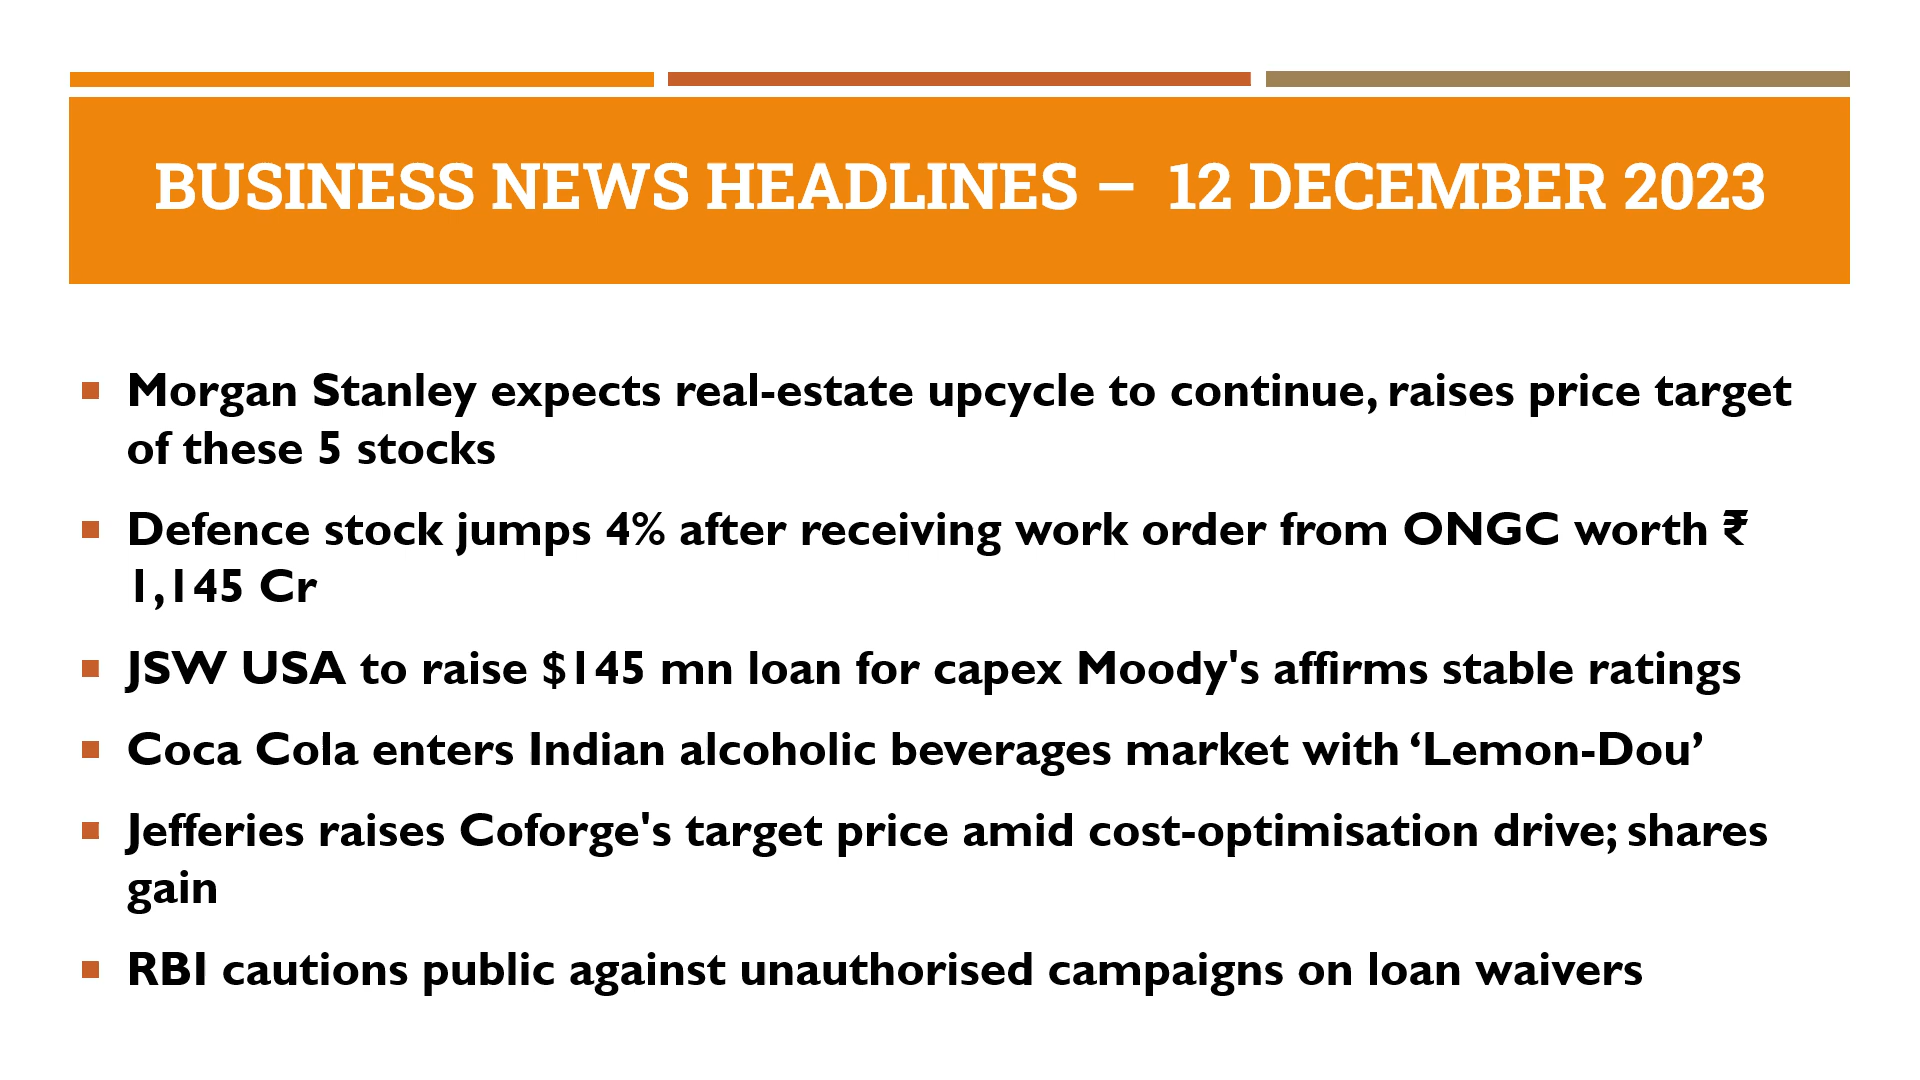 BUSINESS NEWS HEADLINES – 12 DECEMBER 2023
Morgan Stanley expects real-estate upcycle to continue, raises price target
of these 5 stocks
Defence stock jumps 4% after receiving work order from ONGC worth ₹
1,145 Cr
JSW USA to raise $145 mn loan for capex Moody's affirms stable ratings
Coca Cola enters Indian alcoholic beverages market with ‘Lemon-Dou’
Jefferies raises Coforge's target price amid cost-optimisation drive; shares
gain
RBI cautions public against unauthorised campaigns on loan waivers